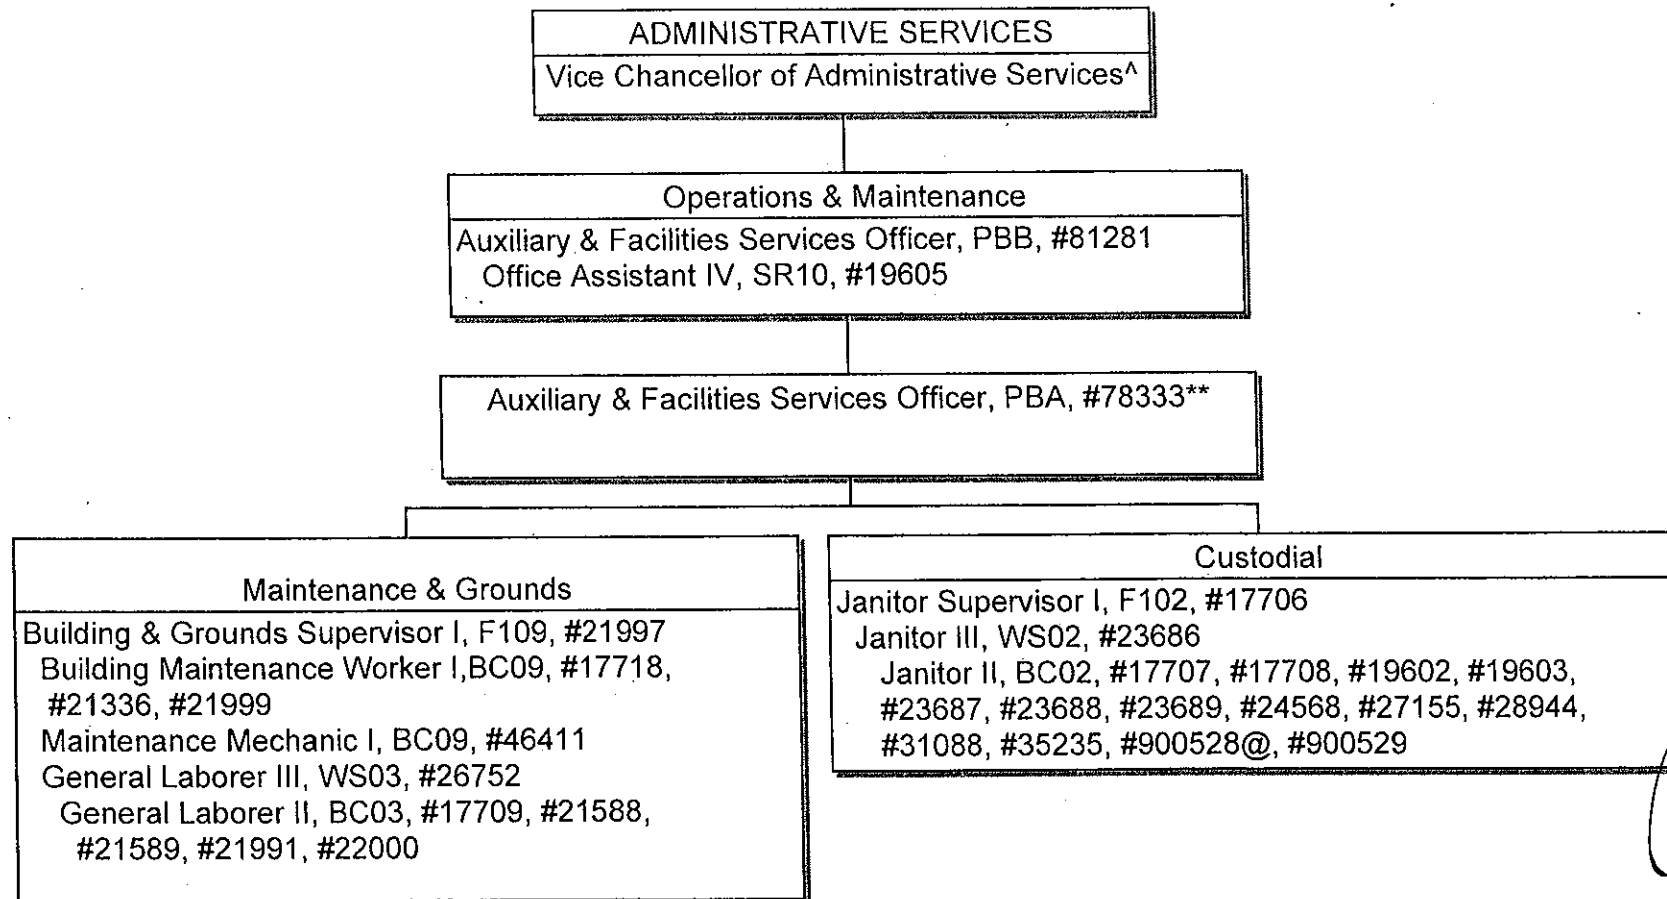 ADMINISTRATIVE SERVICES
Vice Chancellor of Administrative Services^
Operations & Maintenance
Auxiliary & Facilities Services Officer, PBB, #81281
Office Assistant IV, SR10, #19605
Auxiliary & Facilities Services Officer, PBA, #78333**
Maintenance & Grounds
Building & Grounds Supervisor I, F109, #21997
Building Maintenance Worker I,BC09, #17718,
#21336, #21999
Maintenance Mechanic I, BC09, #46411
General Laborer III, WS03, #26752
General Laborer II, BC03, #17709, #21588,
#21589, #21991, #22000
Custodial
Janitor Supervisor I, F102, #17706
Janitor III, WS02, #23686
Janitor II, BC02, #17707, #17708, #19602, #19603,
#23687, #23688, #23689, #24568, #27155, #28944,
#31088, #35235, #900528@, #900529